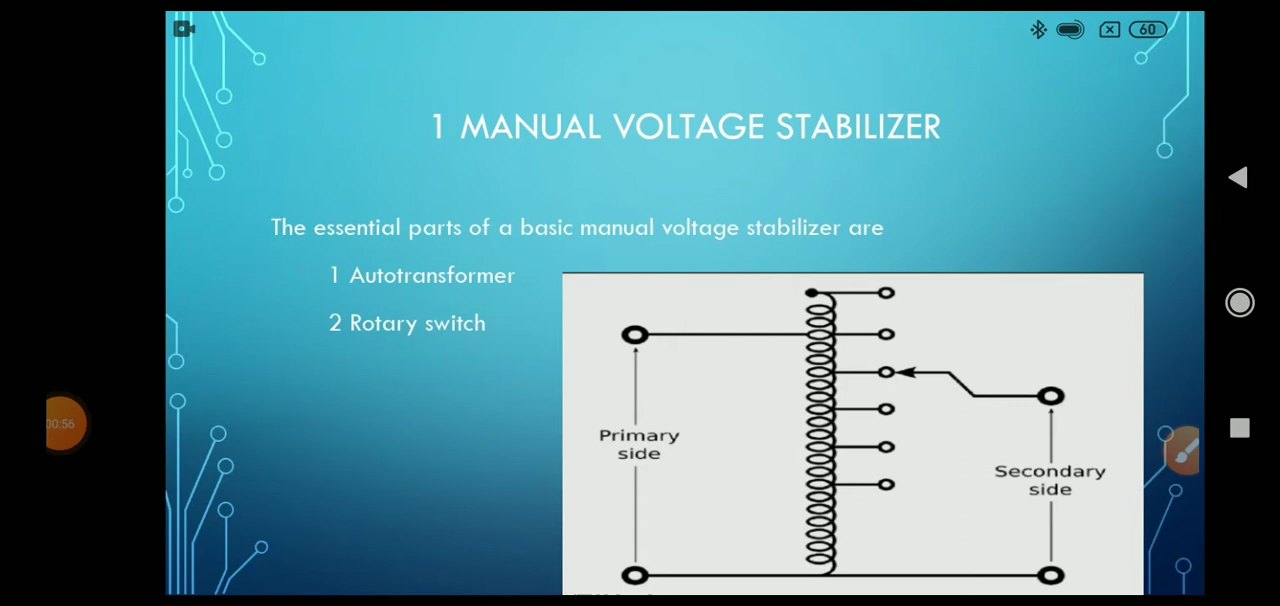 60
1 MANUAL VOLTAGE STABILIZER
The essential parts of a basic manual voltage stabilizer are
1 Autotransformer
2 Rotary switch
00:56
Primary
side
Secondary
side